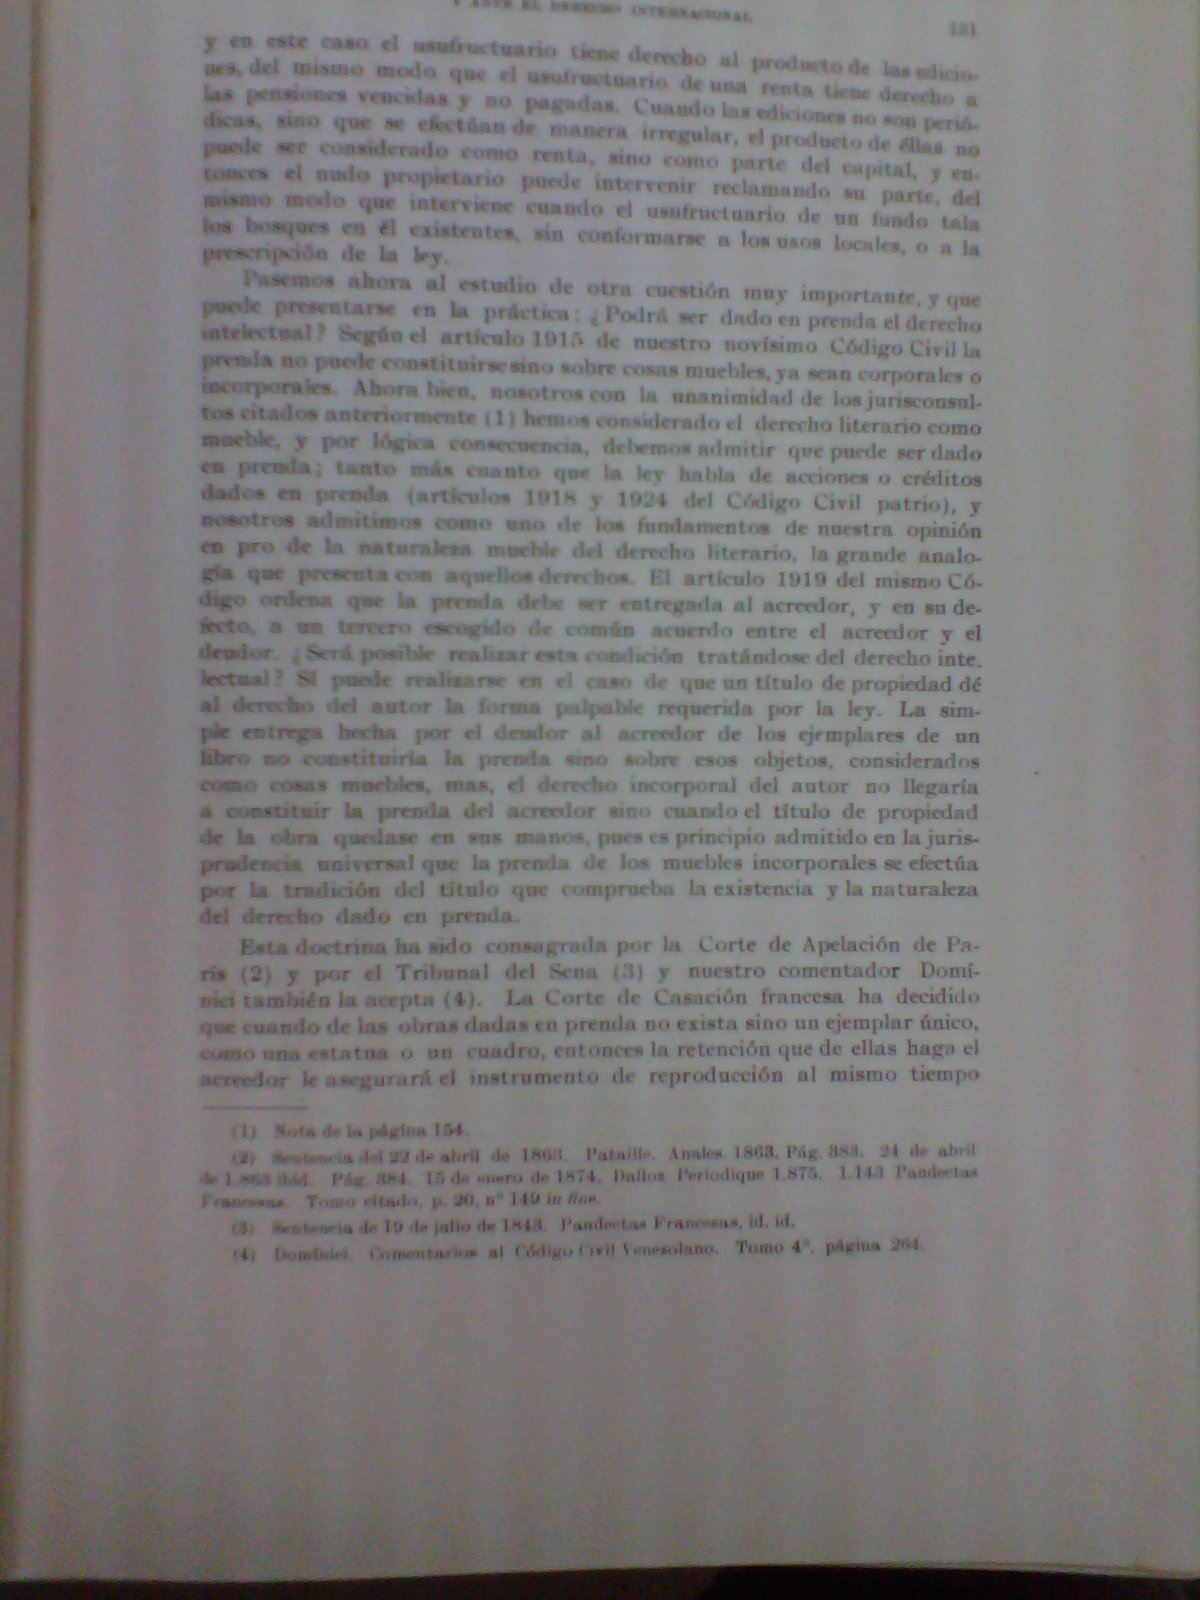 Y ANTE EL DERECHO INTERNACIONAL
y en este caso el usufructuario tiene derecho al producto de las edicio-
nes, del mismo modo que el usufructuario de una renta tiene derecho a
las pensiones vencidas y no pagadas. Cuando las ediciones no son perió-
dicas, sino que se efectúan de manera irregular, el producto de éllas no
puede ser considerado como renta, sino como parte del capital, y en-
tonces el nudo propietario puede intervenir reclamando su parte, del
mismo modo que interviene cuando el usufructuario de un fundo tala
los bosques en él existentes, sin conformarse a los usos locales, o a la
prescripción de la ley.
Pasemos ahora al estudio de otra cuestión muy importante, y que
puede presentarse en la práctica: ¿Podrá ser dado en prenda el derecho
intelectual? Según el artículo 1915 de nuestro novísimo Código Civil la
prenda no puede constituirse sino sobre cosas muebles, ya sean corporales o
incorporales. Ahora bien, nosotros con la unanimidad de los jurisconsul-
tos citados anteriormente (1) hemos considerado el derecho literario como
mueble, y por lógica consecuencia, debemos admitir que puede ser dado
en prenda; tanto más cuanto que la ley habla de acciones o créditos
dados en prenda (artículos 1918 y 1924 del Código Civil patrio), y
nosotros admitimos como uno de los fundamentos de nuestra opinión
en pro de la naturaleza mueble del derecho literario, la grande analo-
gía que presenta con aquellos derechos. El artículo 1919 del mismo Có-
digo ordena que la prenda debe ser entregada al acreedor, y en su de-
fecto, a un tercero escogido de común acuerdo entre el acreedor y el
deudor. ¿Será posible realizar esta condición tratándose del derecho inte.
lectual? Sí puede realizarse en el caso de que un título de propiedad dé
al derecho del autor la forma palpable requerida por la ley. La sim-
ple entrega hecha por el deudor al acreedor de los ejemplares de un
libro no constituiría la prenda sino sobre esos objetos, considerados
como cosas muebles, mas, el derecho incorporal del autor no llegaría
a constituir la prenda del acreedor sino cuando el título de propiedad
de la obra quedase en sus manos, pues es principio admitido en la juris-
prudencia universal que la prenda de los muebles incorporales se efectúa
por la tradición del título que comprueba la existencia y la naturaleza
del derecho dado en prenda.
Esta doctrina ha sido consagrada por la Corte de Apelación de Pa-
rís (2) y por el Tribunal del Sena (3) y nuestro comentador Domí-
nici también la acepta (4). La Corte de Casación francesa ha decidido
que cuando de las obras dadas en prenda no exista sino un ejemplar único,
como una estatua o un cuadro, entonces la retención que de ellas haga el
acreedor le asegurará el instrumento de reproducción al mismo tiempo
(1) Nota de la página 154.
(2) Sentencia del 22 de abril de 1863. Pataille. Anales. 1863. Pág. 383. 24 de abril
de 1.863 ibid. Pág. 384. 15 de enero de 1874. Dalloz Periodique 1.875. 1.143 Pandectas
Francesas. Tomo citado, p. 20, nº 149 in fine.
(3) Sentencia de 19 de julio de 1843. Pandectas Francesas, id. id.
(4) Domínici. Comentarios al Código Civil Venezolano. Tomo 4º, página 264.